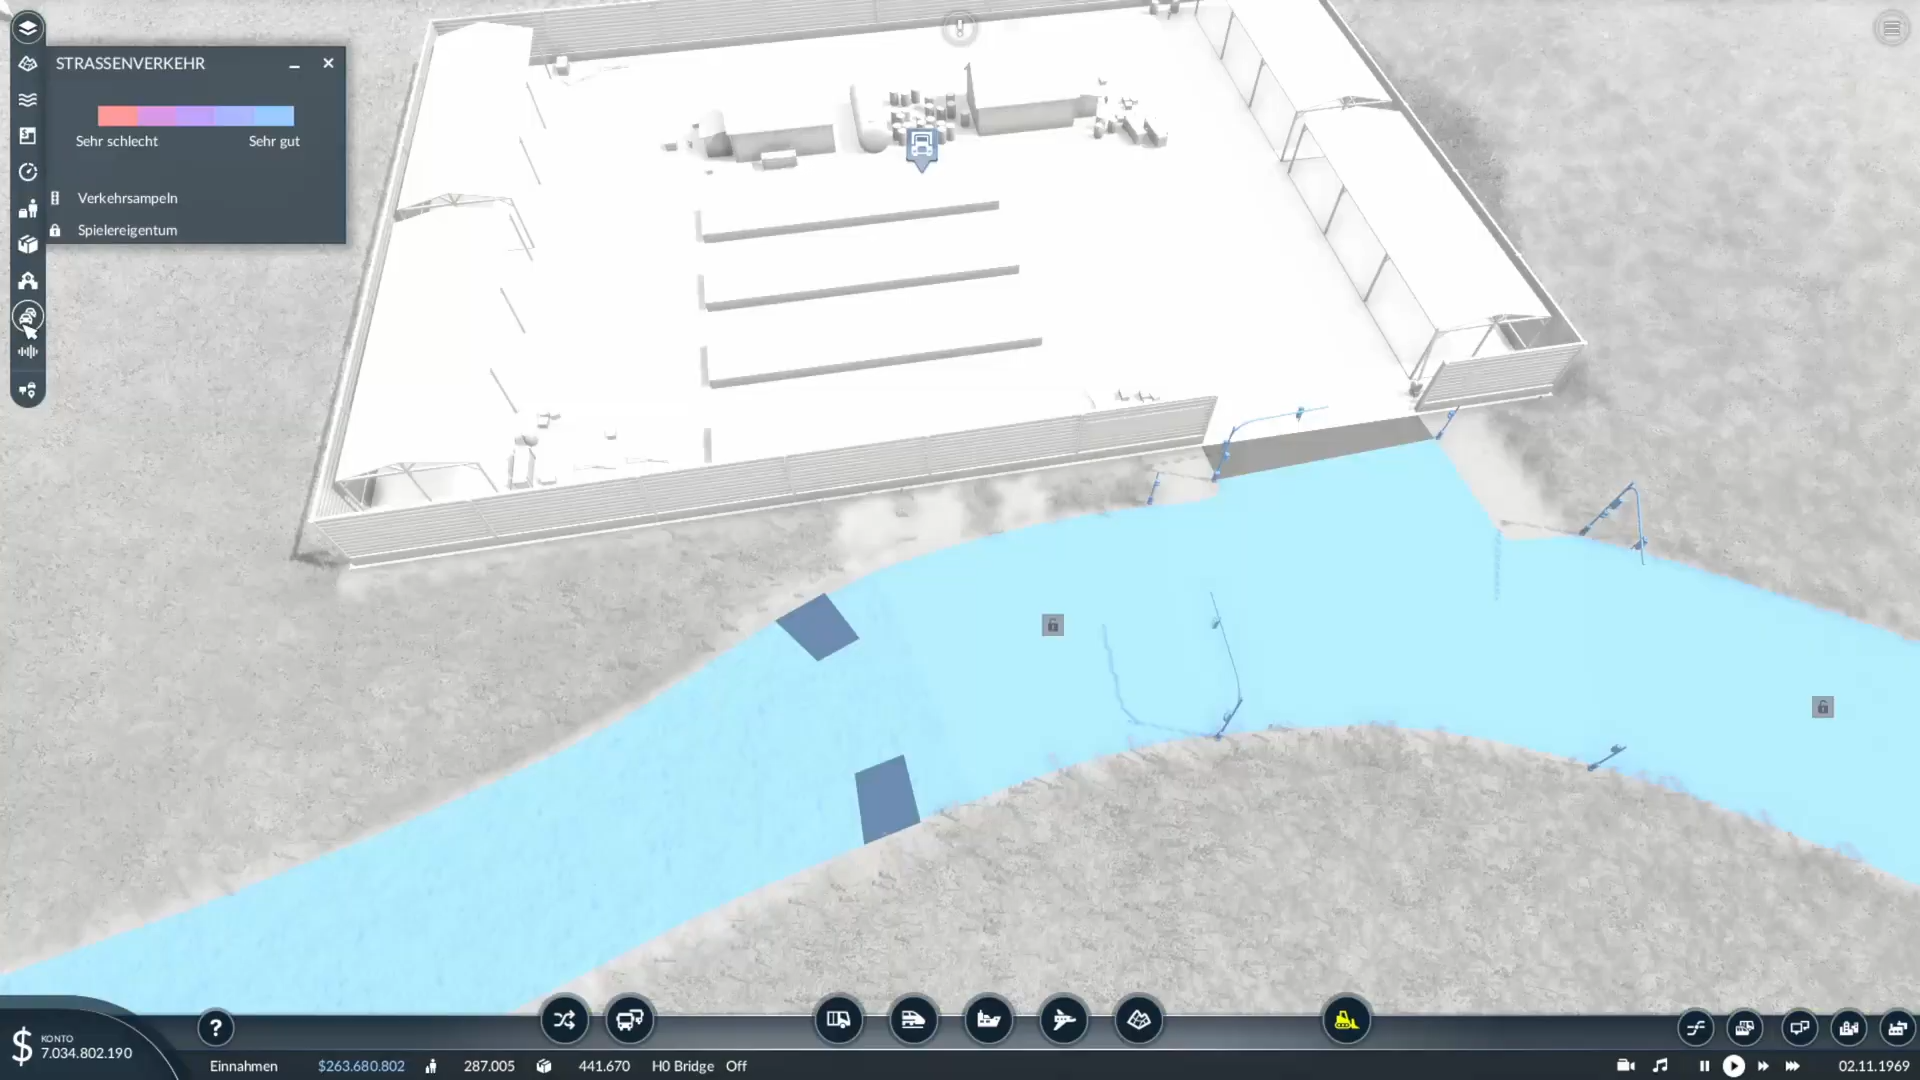 STRASSENVERKEHR
Sehr schlecht Sehr gut
Verkehrsampeln
Spielereigentum
?
$ KONTO
7.034.802.190
Einnahmen $263.680.802 287.005 441.670 H0 Bridge Off 02.11.1969